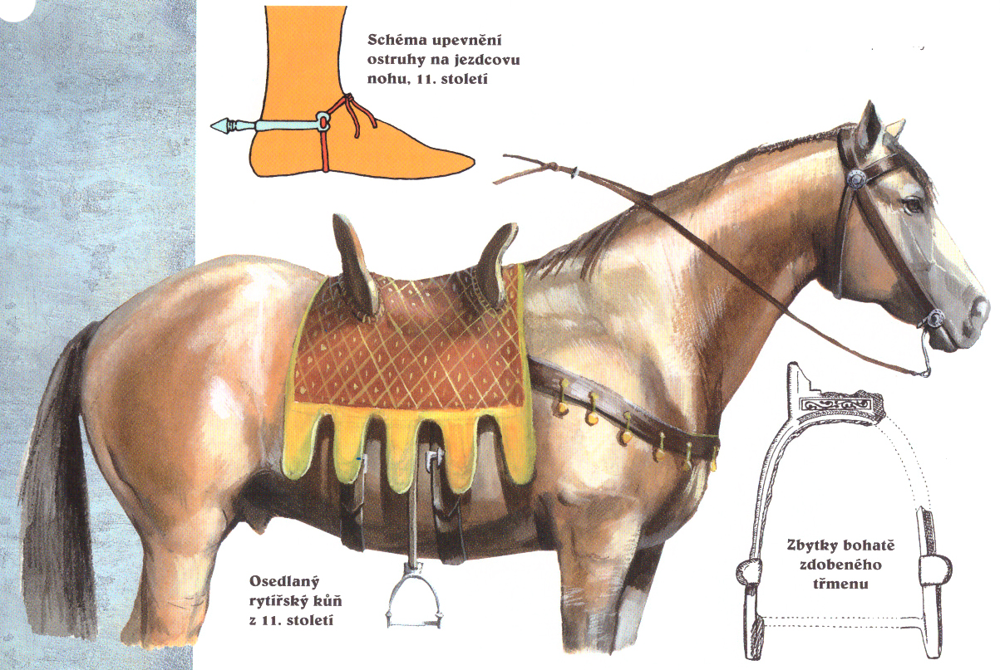 Schéma upevnění
ostruhy na jezdcovu
nohu, 11. století
Zbytky bohatě
zdobeného
třmenu
Osedlaný
rytířský kůň
z 11. století